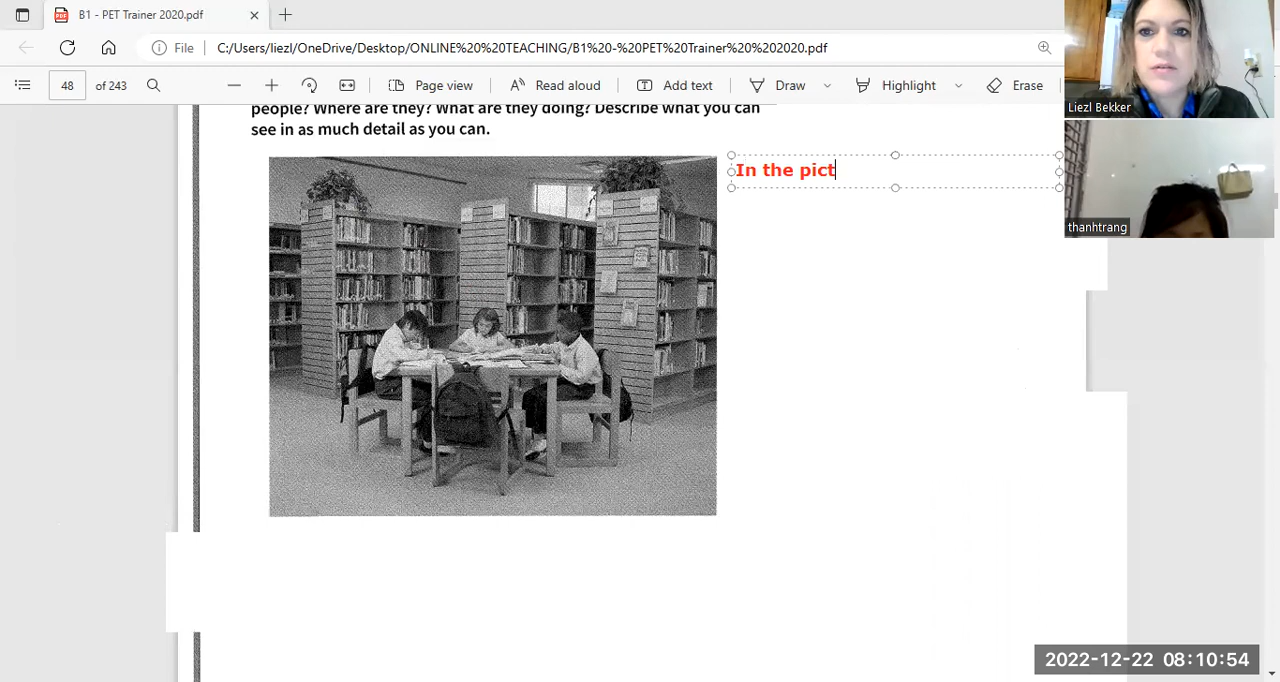 B1 - PET Trainer 2020.pdf
File
C:/Users/liezl/OneDrive/Desktop/ONLINE%20%20TEACHING/B1%20-%20PET%20Trainer%20%202020.pdf
48 of 243
Page view
Read aloud
Add text
Draw
Highlight
Erase
Liezl Bekker
thanhtrang
people? Where are they? What are they doing? Describe what you can
see in as much detail as you can.
In the pict
2022-12-22 08:10:54